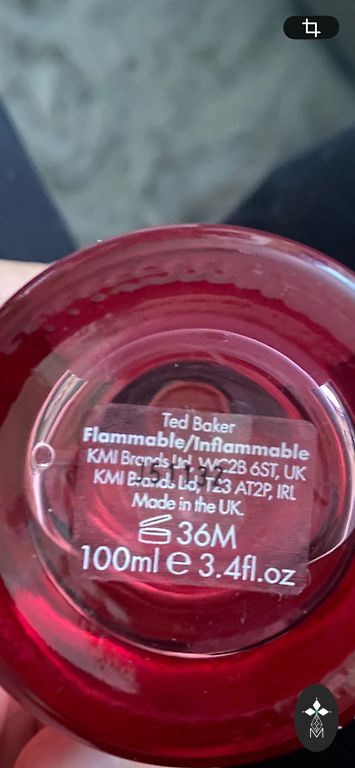 Ted Baker
Flammable/Inflammable
KMI Brands Ltd, WC2B 6ST, UK
KMI Brands Ltd, T23 AT2P, IRL
Made in the UK.
36M
100ml e 3.4fl.oz
M